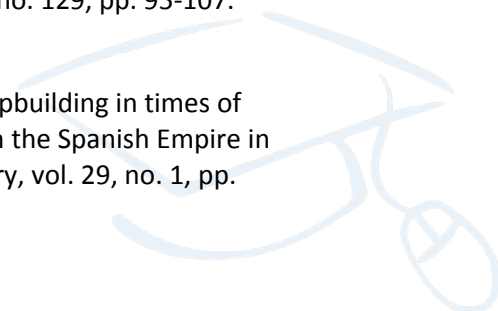 no. 129, pp. 93-107.
pbuilding in times of
n the Spanish Empire in
ry, vol. 29, no. 1, pp.